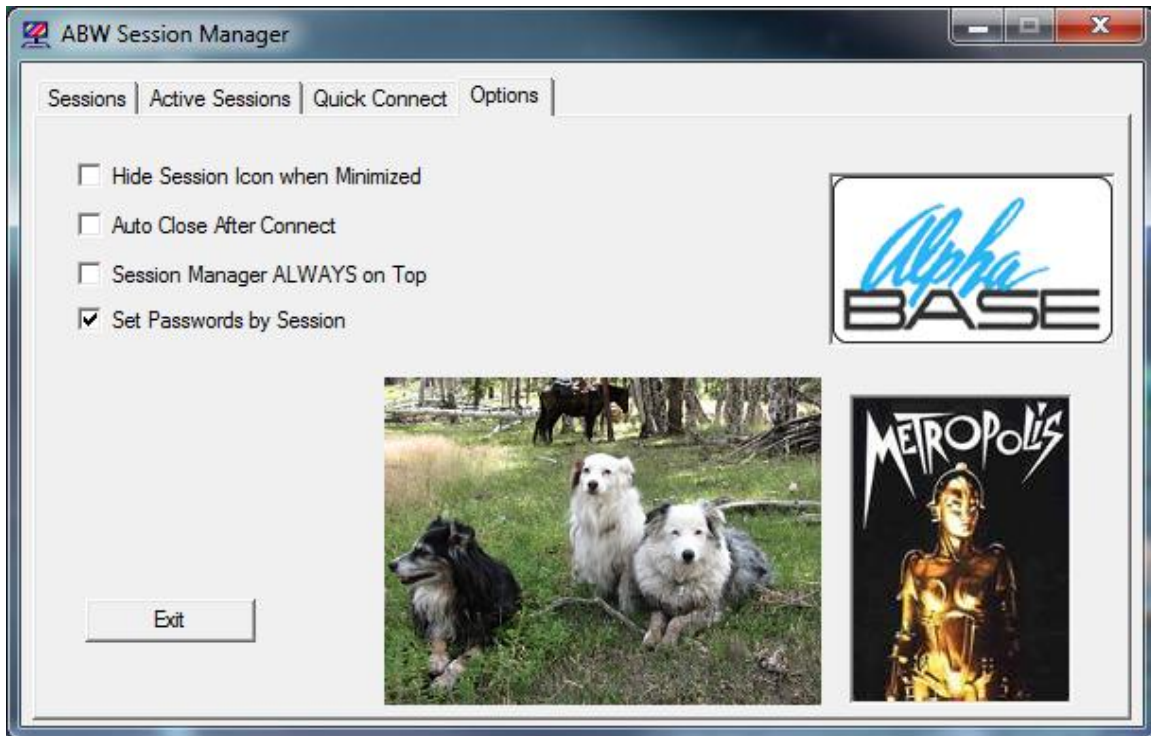 ABW Session Manager
Sessions
Active Sessions
Quick Connect
Options
Hide Session Icon when Minimized
Auto Close After Connect
Session Manager ALWAYS on Top
Set Passwords by Session
Alpha
BASE
METROPOLIS
Exit